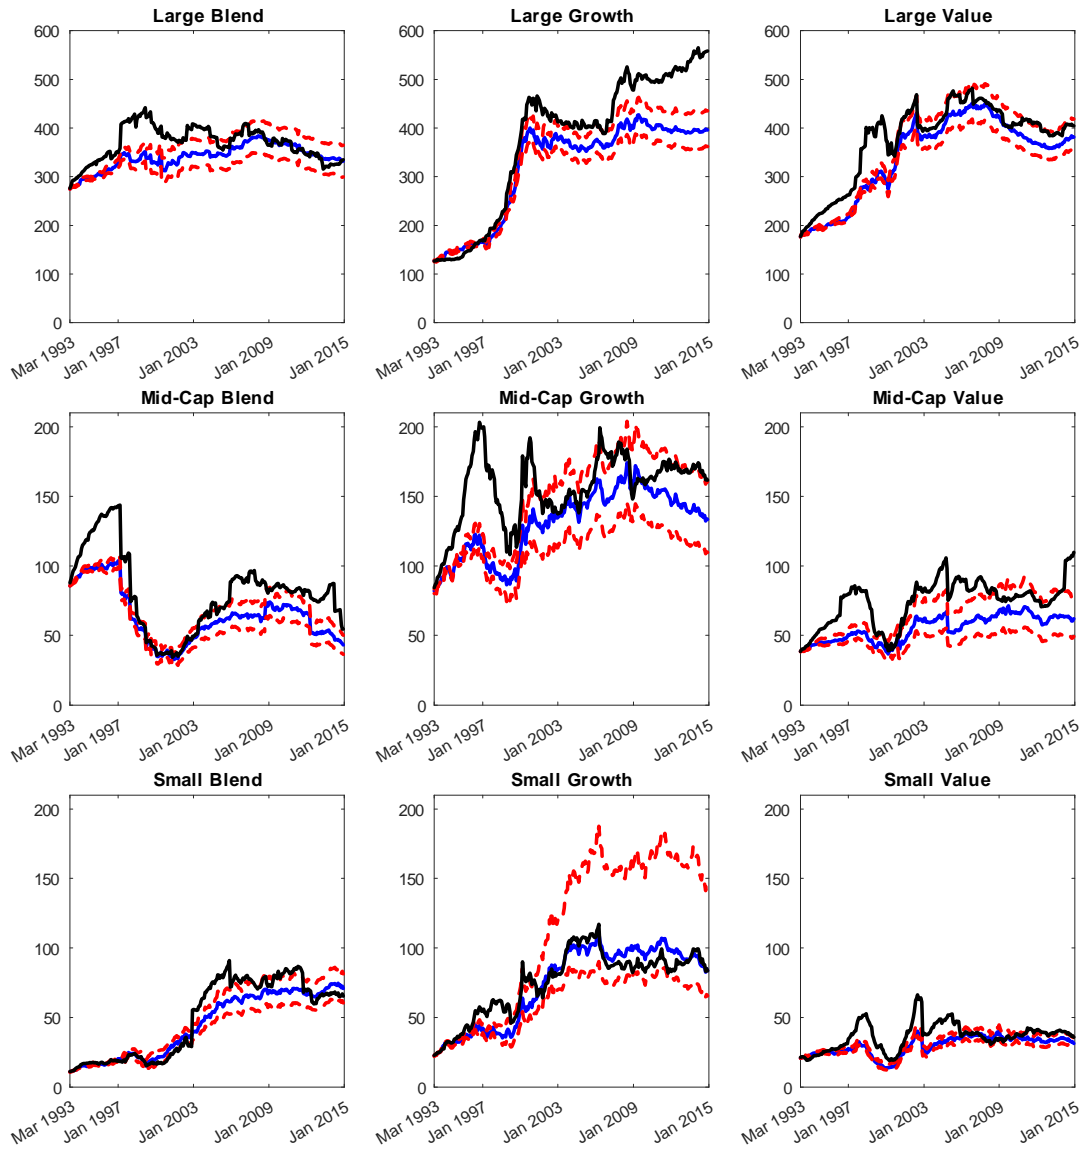 Large Blend
Large Growth
Large Value
600
500
400
300
200
100
0
Mar 1993
Jan 1997
Jan 2003
Jan 2009
Jan 2015
600
500
400
300
200
100
0
Mar 1993
Jan 1997
Jan 2003
Jan 2009
Jan 2015
600
500
400
300
200
100
0
Mar 1993
Jan 1997
Jan 2003
Jan 2009
Jan 2015
Mid-Cap Blend
Mid-Cap Growth
Mid-Cap Value
200
150
100
50
0
Mar 1993
Jan 1997
Jan 2003
Jan 2009
Jan 2015
200
150
100
50
0
Mar 1993
Jan 1997
Jan 2003
Jan 2009
Jan 2015
200
150
100
50
0
Mar 1993
Jan 1997
Jan 2003
Jan 2009
Jan 2015
Small Blend
Small Growth
Small Value
200
150
100
50
0
Mar 1993
Jan 1997
Jan 2003
Jan 2009
Jan 2015
200
150
100
50
0
Mar 1993
Jan 1997
Jan 2003
Jan 2009
Jan 2015
200
150
100
50
0
Mar 1993
Jan 1997
Jan 2003
Jan 2009
Jan 2015